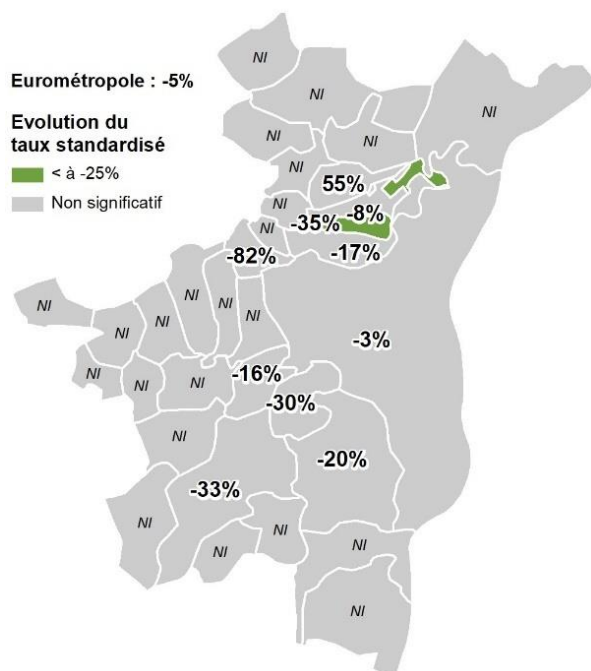 NI
NI
NI
Eurométropole : -5%
Evolution du
taux standardisé
< à -25%
Non significatif
NI
NI
NI
55%
NI
-8%
-35%
NI
-17%
-82%
NI
NI
NI
NI
NI
NI
-3%
NI
NI
NI
-16%
-30%
NI
-20%
-33%
NI
NI
NI
NI
NI